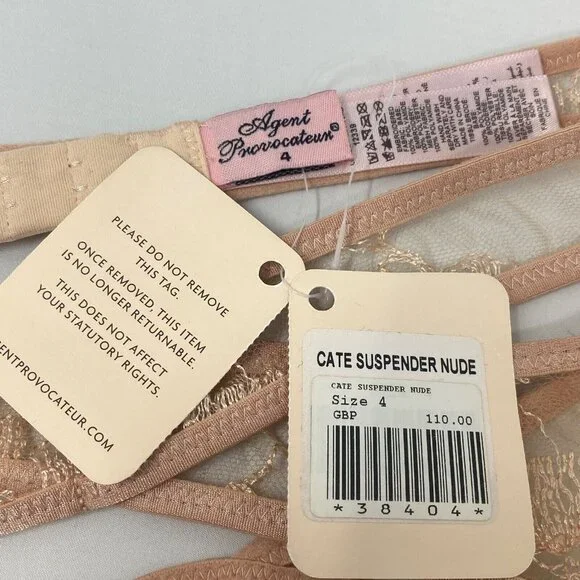 Agent
Provocateur®
4
PLEASE DO NOT REMOVE
THIS TAG.
ONCE REMOVED, THIS ITEM
IS NO LONGER RETURNABLE.
THIS DOES NOT AFFECT
YOUR STATUTORY RIGHTS.
ENTPROVOCATEUR.COM
CATE SUSPENDER NUDE
CATE SUSPENDER NUDE
Size 4
GBP 110.00
*38404*